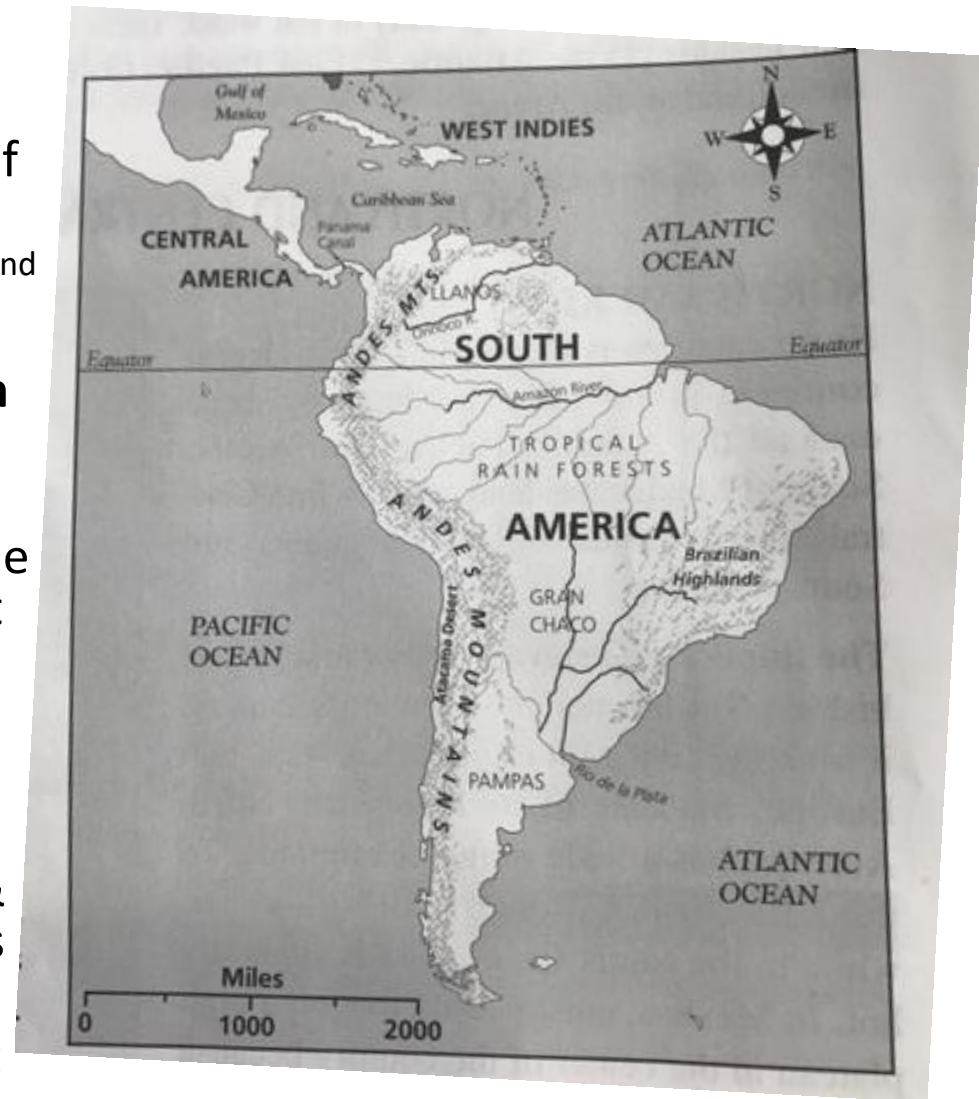 f
nd
n
e
Gulf of
Mexico
WEST INDIES
N
W
E
S
Caribbean Sea
Panama
Canal
CENTRAL
AMERICA
ATLANTIC
OCEAN
ANDES MTS
LLANOS
Orinoco R.
SOUTH
Equator
Equator
Amazon River
TROPICAL
RAIN FORESTS
AMERICA
ANDES MOUNTAINS
Brazilian
Highlands
GRAN
CHACO
Atacama Desert
PACIFIC
OCEAN
PAMPAS
Rio de la Plata
ATLANTIC
OCEAN
Miles
0 1000 2000